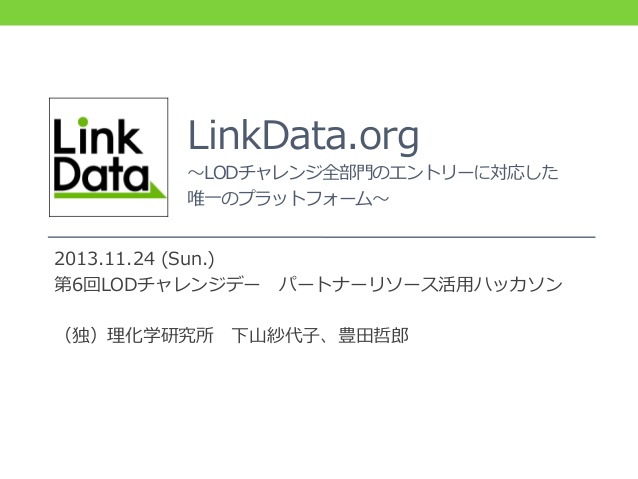 Link
Data
LinkData.org
～LODチャレンジ全部門のエントリーに対応した
唯一のプラットフォーム～
2013.11.24 (Sun.)
第6回LODチャレンジデー　パートナーリソース活用ハッカソン
（独）理化学研究所　下山紗代子、豊田哲郎